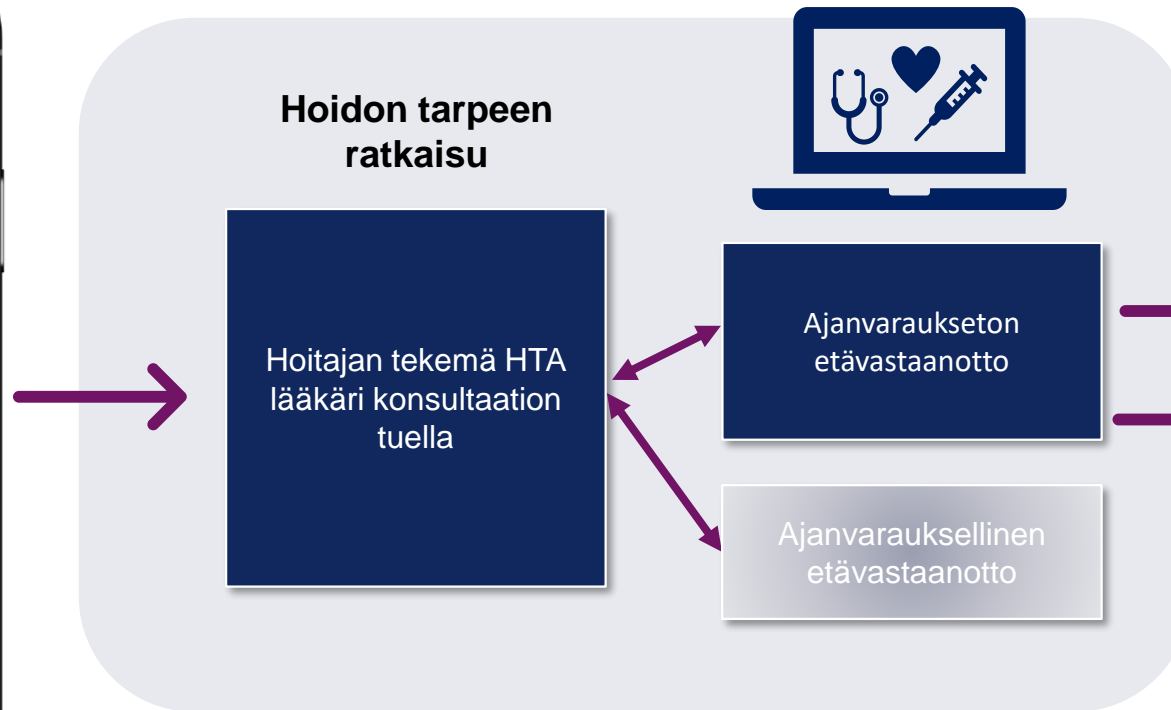 Hoidon tarpeen
ratkaisu
Hoitajan tekemä HTA
lääkäri konsultaation
tuella
Ajanvaraukseton
etävastaanotto
Ajanvarauksellinen
etävastaanotto